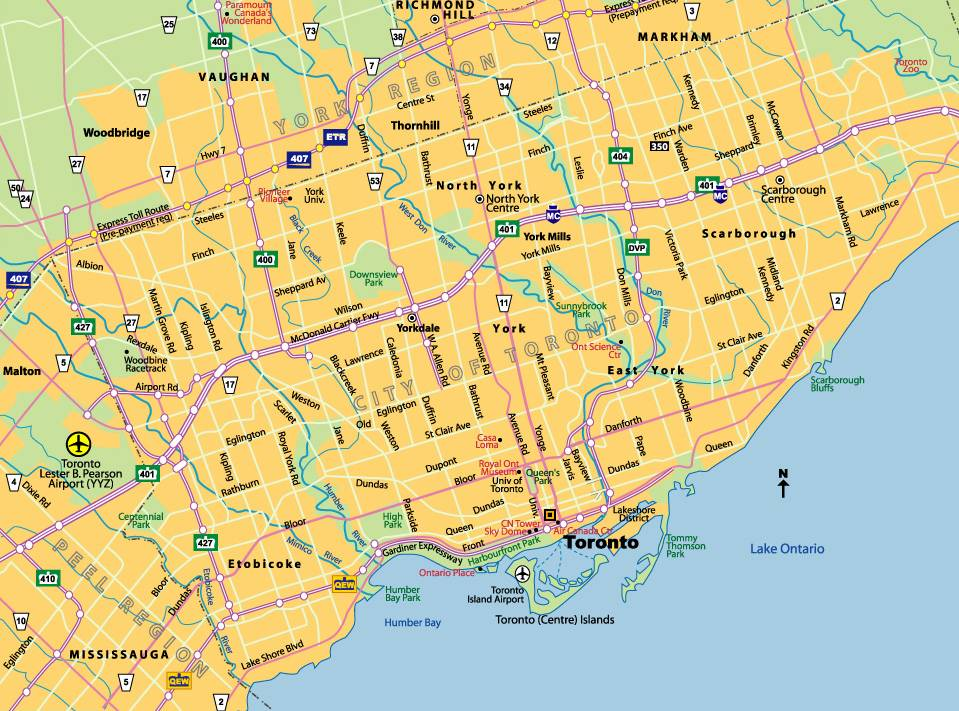 Paramount
Canada's
Wonderland
RICHMOND
HILL
Express
(Prepayment req)
25
73
38
3
12
400
MARKHAM
Toronto
Zoo
7
VAUGHAN
YORK REGION
34
17
Centre St
Yonge
Steeles
Kennedy
McCowan
Brimley
Woodbridge
ETR
Thornhill
Dufferin
Finch Ave
11
350
Warden
Sheppard
Hwy 7
407
Bathurst
Finch
Leslie
404
27
7
53
50
24
Pioneer
Village
York
Univ.
North York
North York
Centre
401
MC
Scarborough
Centre
Express Toll Route
(Pre-payment req)
Steeles
West Don
River
MC
Markham Rd
Lawrence
401
York Mills
York Mills
Scarborough
DVP
Black
Creek
Keele
Jane
Finch
400
Albion
407
Downsview
Park
Sheppard Av
Bayview
Don Mills
Victoria Park
Midland
Kennedy
Eglington
Don
River
2
Martin Grove Rd
Kipling
Islington Rd
Wilson
McDonald Cartier Fwy
11
Sunnybrook
Park
427
27
Rexdale
Yorkdale
York
Ont Science
Ctr
St Clair Ave
Danforth
Kingston Rd
CITY OF TORONTO
Woodbine
Racetrack
5
Malton
Airport Rd
17
Blackcreek
Lawrence
Caledonia
W.A. Allen Rd
Avenue Rd
Mt Pleasant
East York
Scarborough
Bluffs
Woodbine
Weston
Scarlet
Eglington
Old
Weston
Dufferin
Bathrust
St Clair Ave
Danforth
Jane
Eglington
Royal York Rd
Casa
Loma
Avenue Rd
Yonge
Pape
Queen
Toronto
Lester B. Pearson
Airport (YYZ)
401
Kipling
Rathburn
Dundas
Dupont
Bloor
Royal Ont
Museum
Univ of
Toronto
Queen's
Park
Jarvis
Bayview
Dundas
N
4
Dixie Rd
Humber
River
Parkside
Dundas
Univ.
Lakeshore
District
Centennial
Park
Bloor
High
Park
Queen
CN Tower
Sky Dome
Air Canada Ctr
427
Mimico
River
Front
Gardiner Expressway
Harbourfront Park
Toronto
Tommy
Thomson
Park
Lake Ontario
PEEL REGION
Etobicoke
410
Bloor
Dundas
Etobicoke
River
QEW
Humber
Bay Park
Ontario Place
Toronto
Island Airport
Toronto (Centre) Islands
Humber Bay
10
Eglington
MISSISSAUGA
Lake Shore Blvd
5
QEW
2